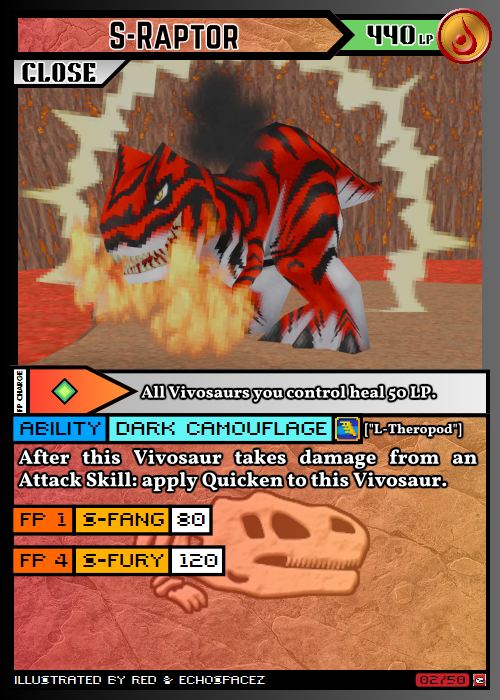 S-RAPTOR
440 LP
CLOSE
FP CHARGE
All Vivosaurs you control heal 50 LP.
ABILITY DARK CAMOUFLAGE ["L-Theropod"]
After this Vivosaur takes damage from an
Attack Skill: apply Quicken to this Vivosaur.
FP 1 S-FANG 80
FP 4 S-FURY 120
ILLUSTRATED BY RED & ECHOSPACEZ
02/50